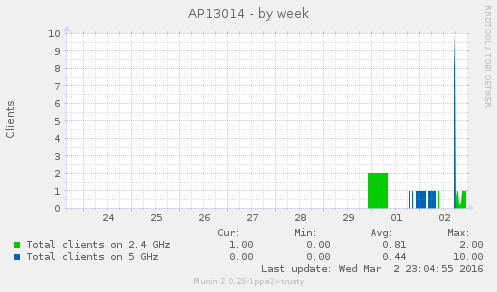 AP13014 - by week
RRDTOOL / TOBI OETIKER
Clients
10
9
8
7
6
5
4
3
2
1
0
24 25 26 27 28 29 01 02
Cur: Min: Avg: Max:
Total clients on 2.4 GHz 1.00 0.00 0.81 2.00
Total clients on 5 GHz 0.00 0.00 0.44 10.00
Last update: Wed Mar 2 23:04:55 2016
Munin 2.0.25-1ppa2~trusty